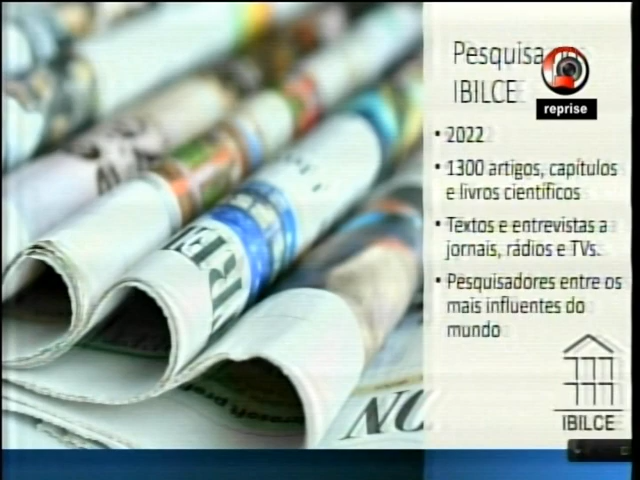 Pesquisa no
IBILCE
reprise
• 2022
• 1300 artigos, capítulos
e livros científicos
• Textos e entrevistas a
jornais, rádios e TVs.
• Pesquisadores entre os
mais influentes do
mundo
IBILCE